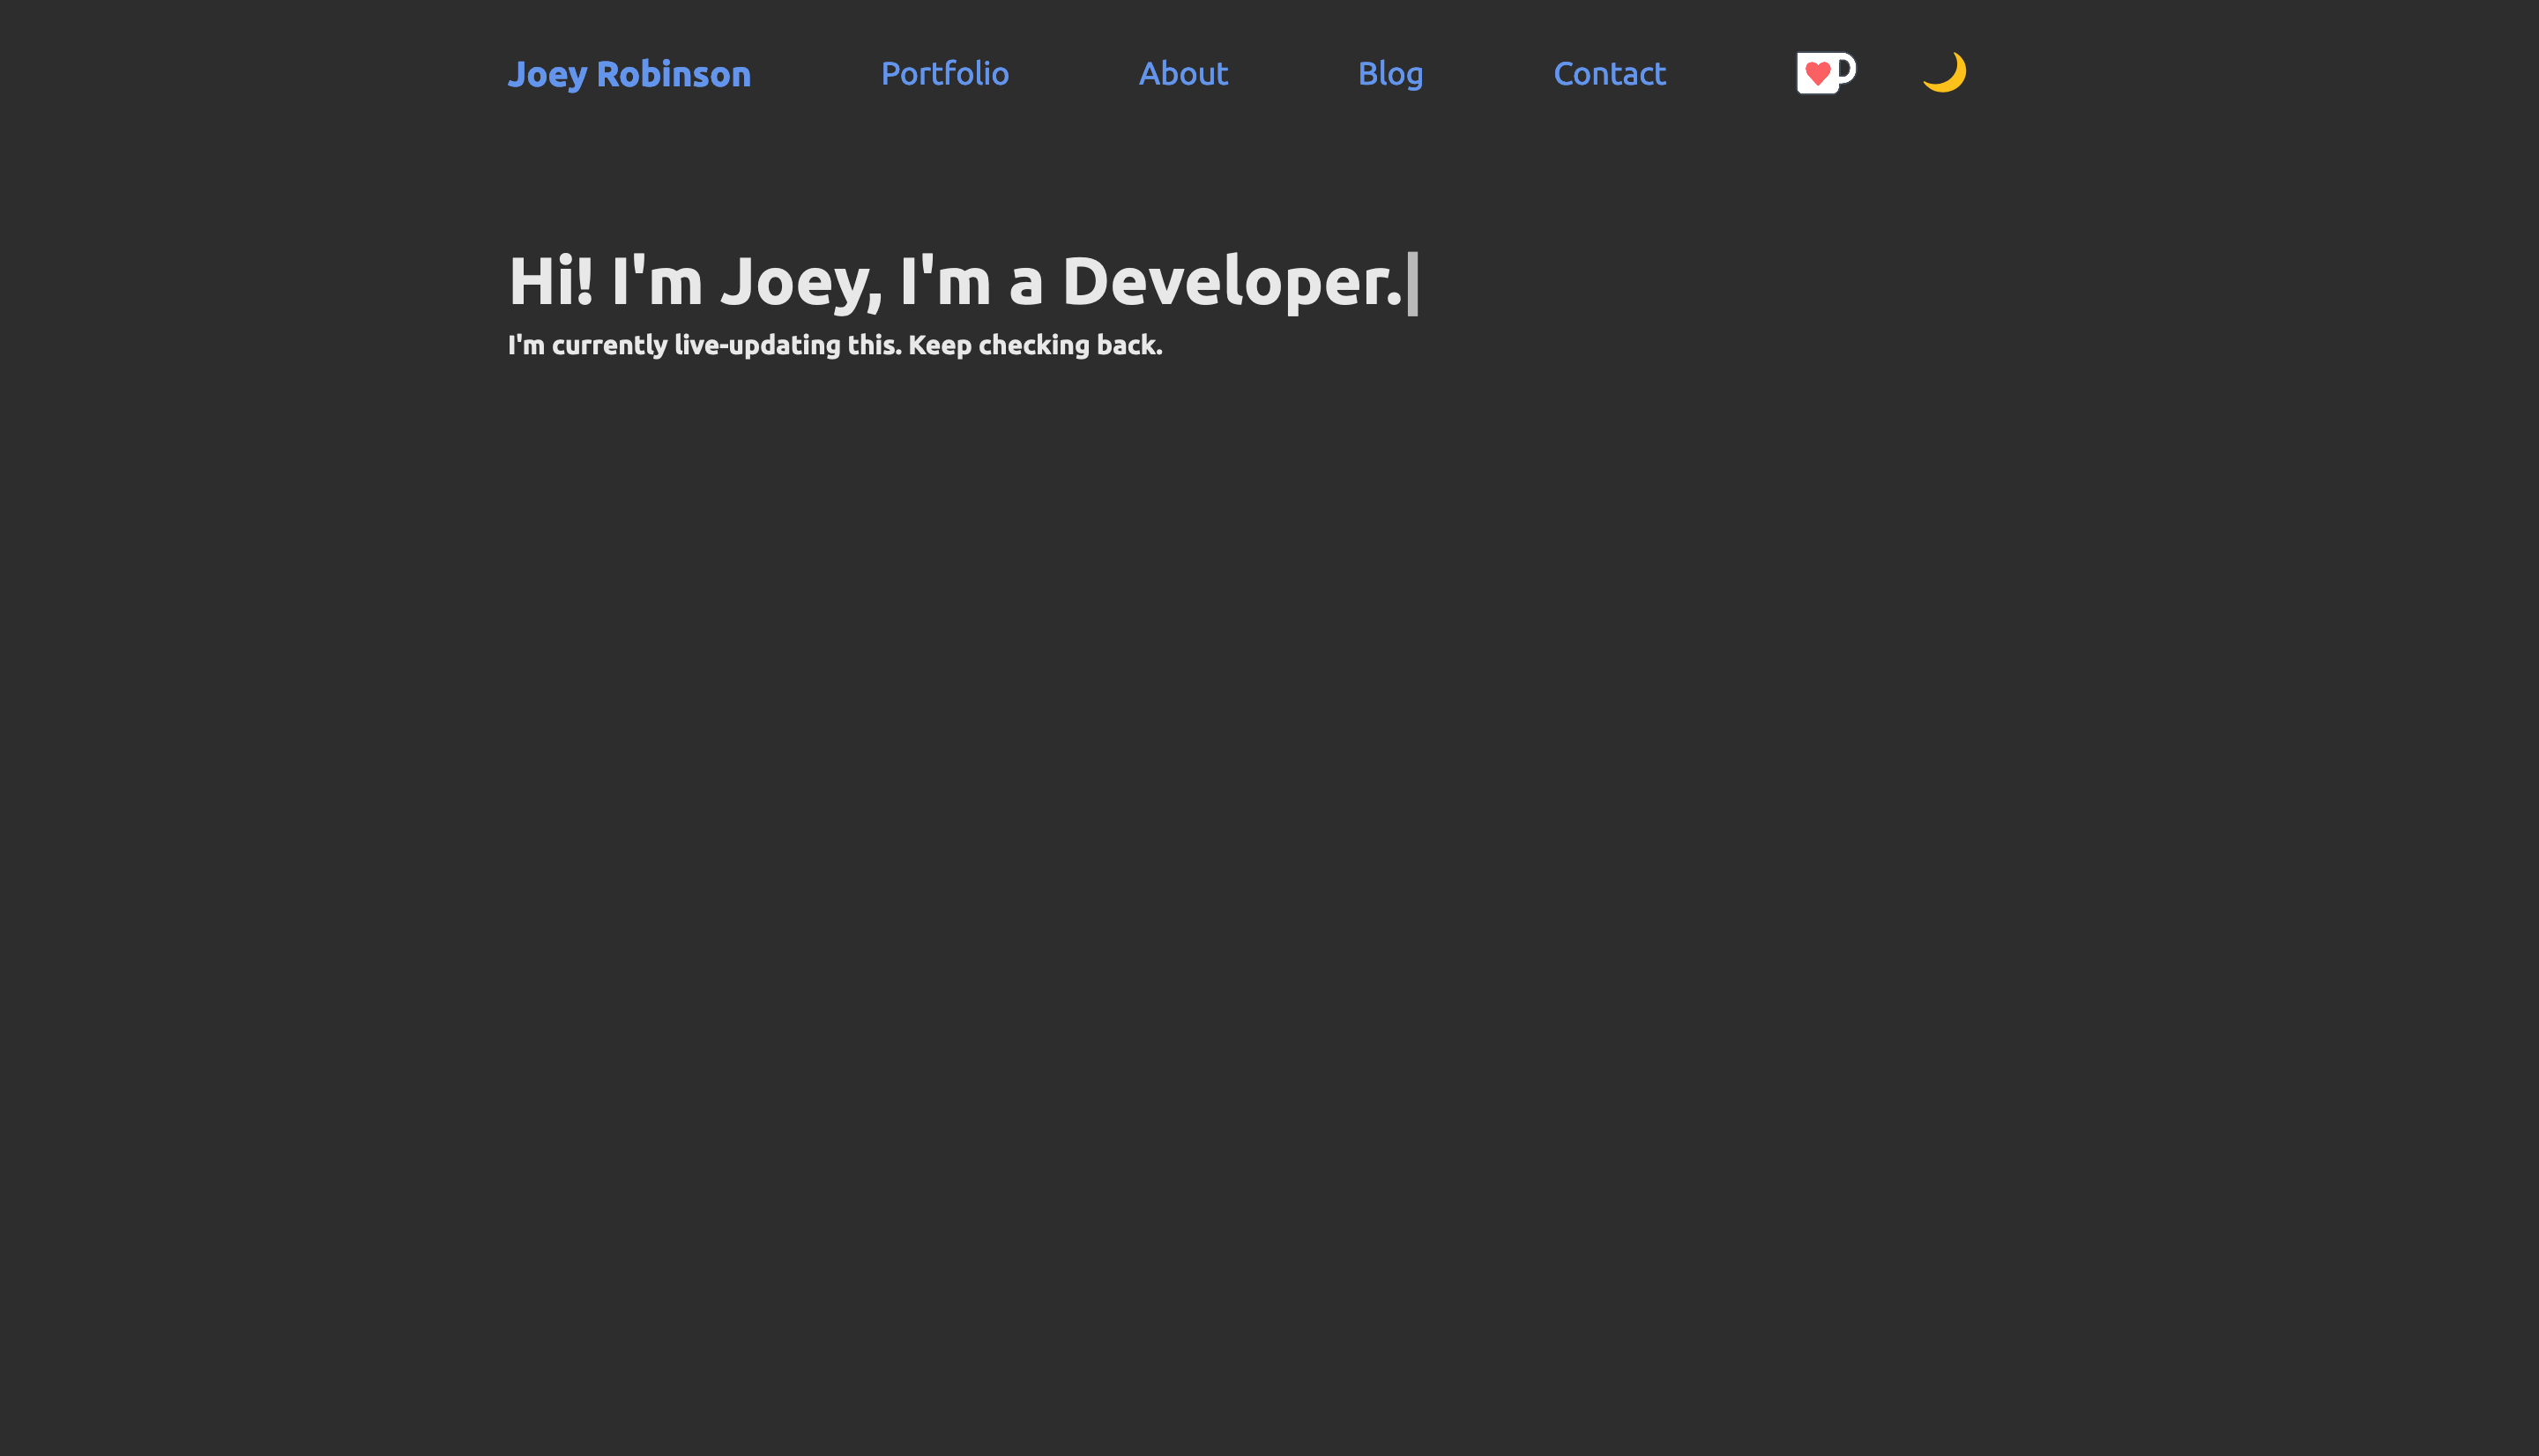 Joey Robinson Portfolio About Blog Contact
Hi! I'm Joey, I'm a Developer.
I'm currently live-updating this. Keep checking back.